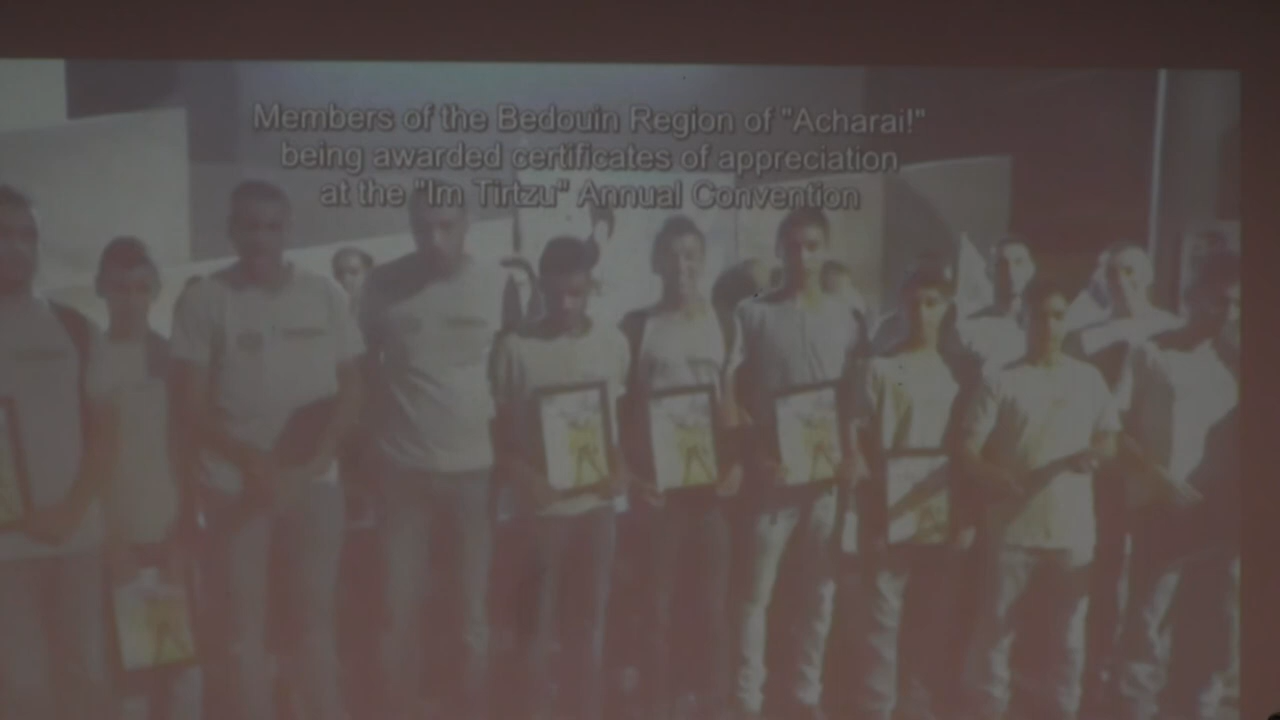 Members of the Bedouin Region of "Acharai!"
being awarded certificates of appreciation
at the "Im Tirtzu" Annual Convention